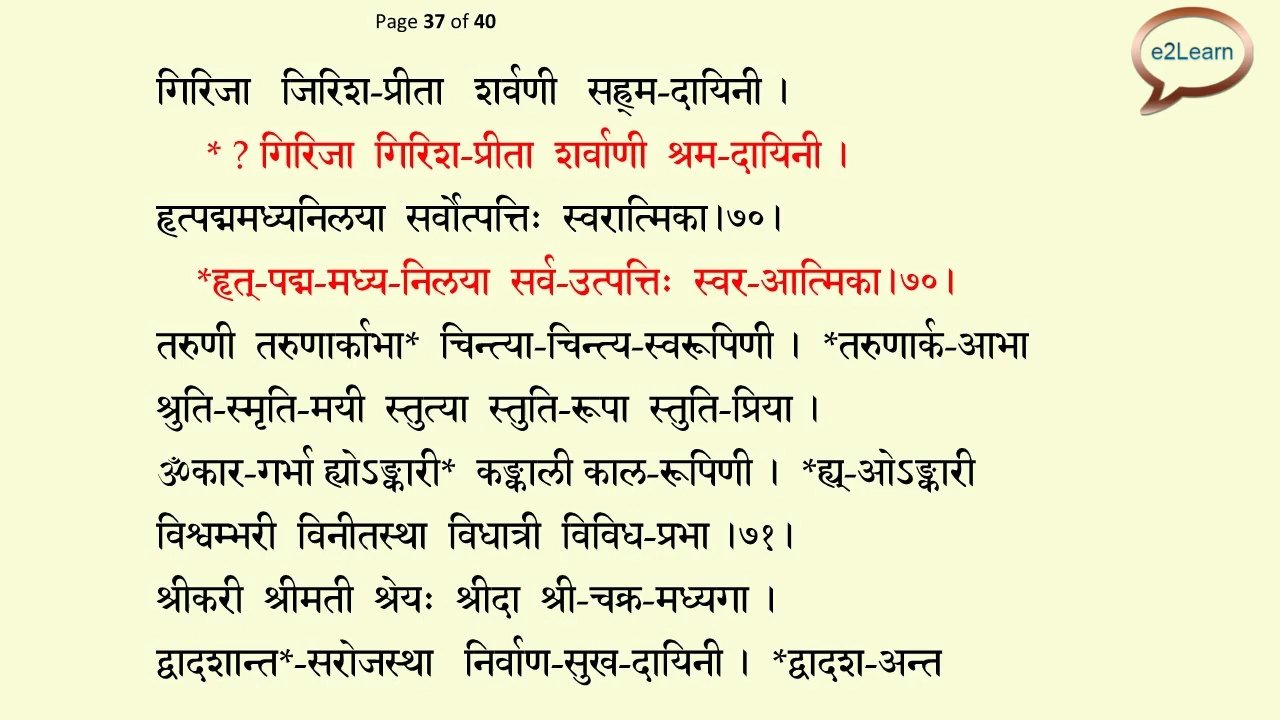 Page 37 of 40
e2Learn
गिरिजा जिरिश-प्रीता शर्वणी सह्र्म-दायिनी ।
* ? गिरिजा गिरिश-प्रीता शर्वाणी श्रम-दायिनी ।
हृत्पद्ममध्यनिलया सर्वोत्पत्तिः स्वरात्मिका।७०।
*हृत्-पद्म-मध्य-निलया सर्व-उत्पत्तिः स्वर-आत्मिका।७०।
तरुणी तरुणार्काभा* चिन्त्या-चिन्त्य-स्वरूपिणी । *तरुणार्क-आभा
श्रुति-स्मृति-मयी स्तुत्या स्तुति-रूपा स्तुति-प्रिया ।
ॐकार-गर्भा ह्योऽङ्कारी* कङ्काली काल-रूपिणी । *ह्य्-ओऽङ्कारी
विश्वम्भरी विनीतस्था विधात्री विविध-प्रभा ।७१।
श्रीकरी श्रीमती श्रेयः श्रीदा श्री-चक्र-मध्यगा ।
द्वादशान्त*-सरोजस्था निर्वाण-सुख-दायिनी । *द्वादश-अन्त